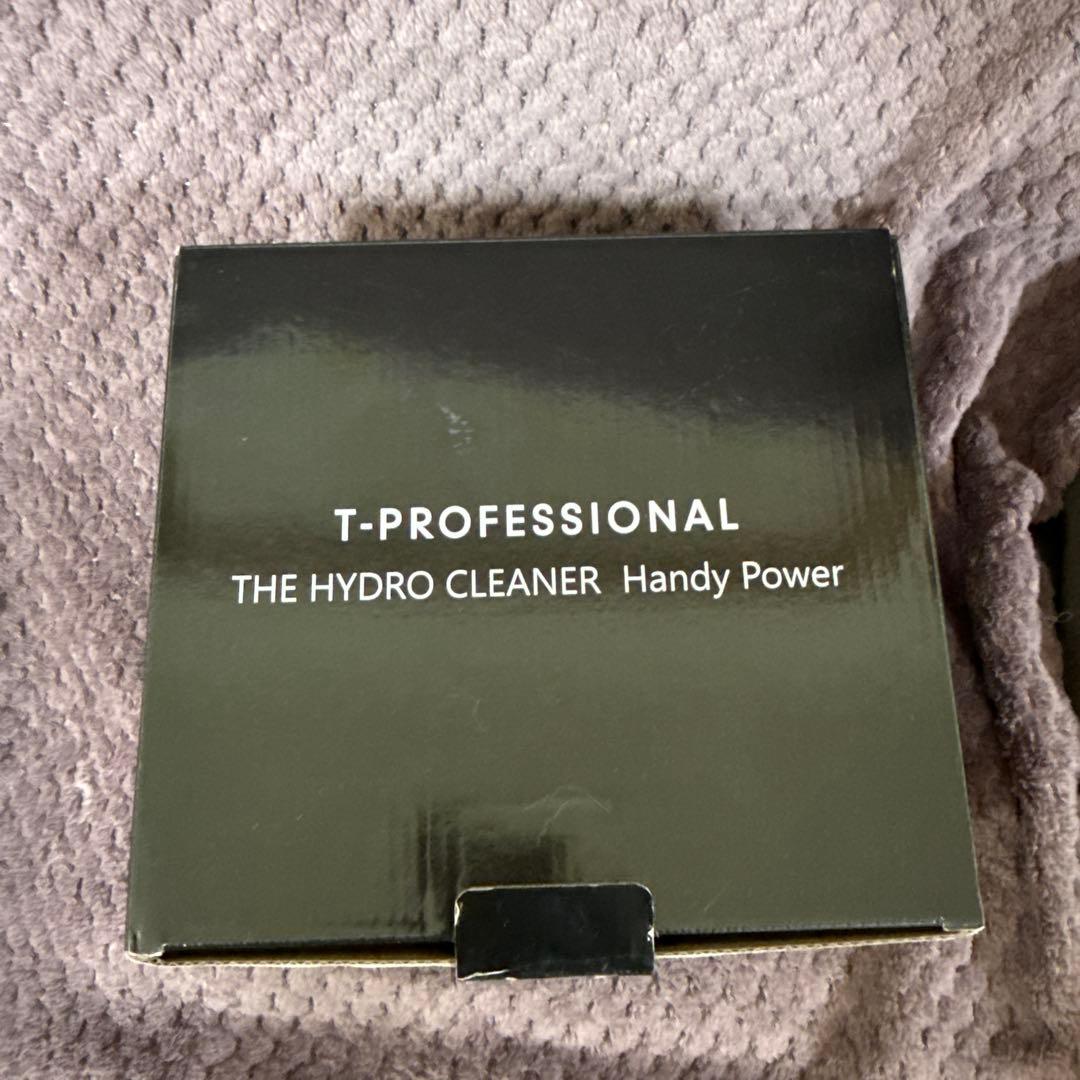 T-PROFESSIONAL
THE HYDRO CLEANER Handy Power